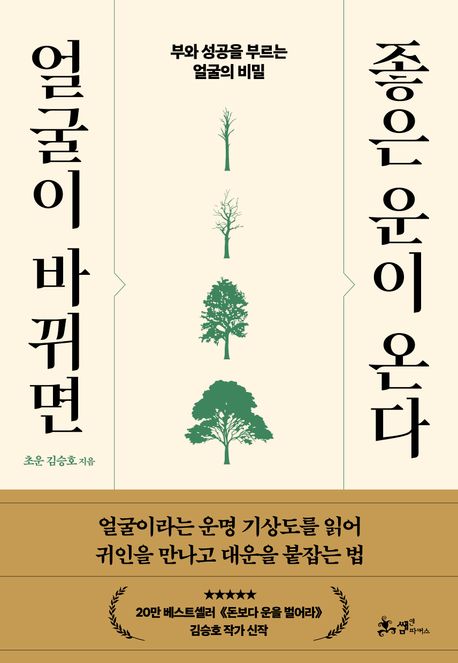 부와 성공을 부르는
얼굴의 비밀
얼굴이 바뀌면
좋은 운이 온다
초운 김승호 지음
얼굴이라는 운명 기상도를 읽어
귀인을 만나고 대운을 붙잡는 법
★★★★★
20만 베스트셀러 《돈보다 운을 벌어라》
김승호 작가 신작
쌤앤파커스